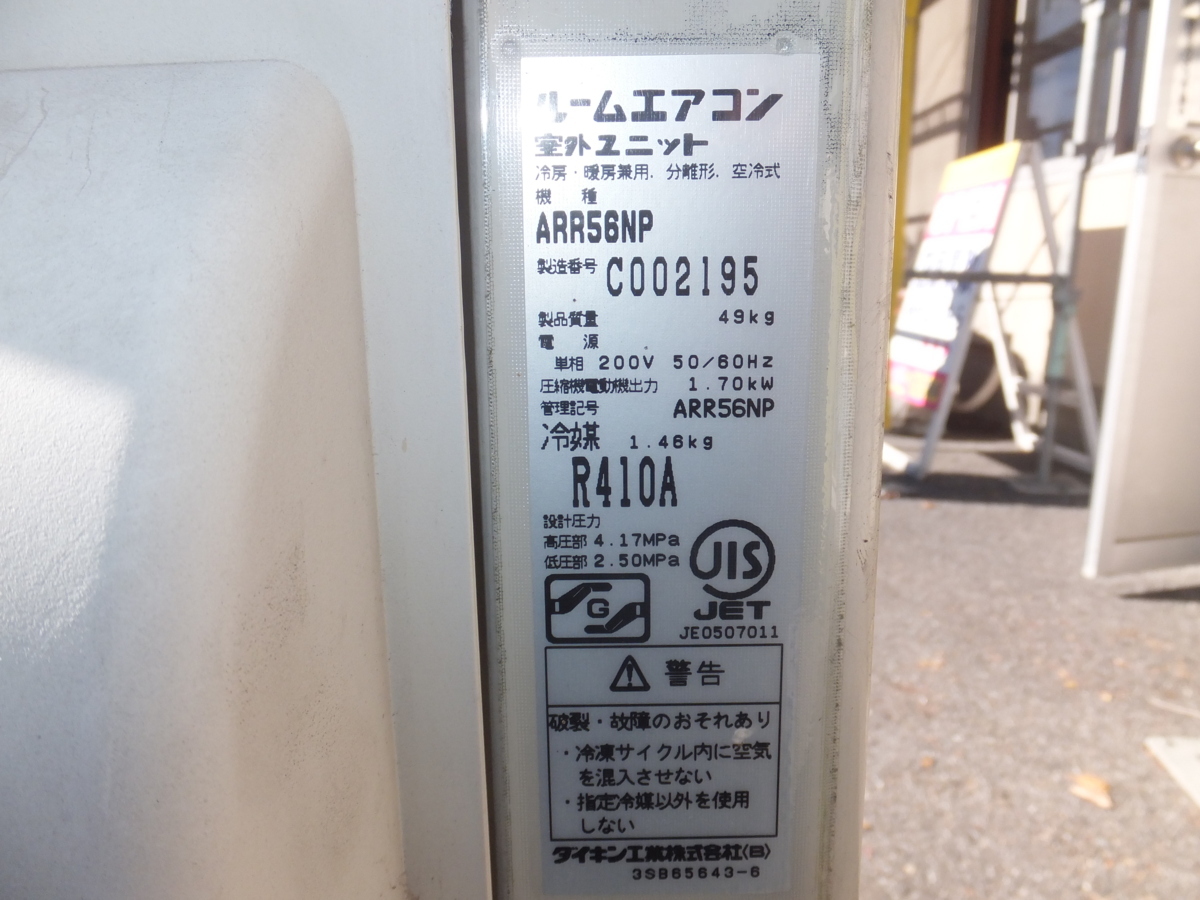 ルームエアコン
室外ユニット
冷房・暖房兼用．分離形．空冷式
機 種
ARR56NP
製造番号 C002195
製品質量 49kg
電 源
単相 200V 50/60Hz
圧縮機電動機出力 1.70kW
管理記号 ARR56NP
冷媒 1.46kg
R410A
設計圧力
高圧部 4.17MPa
低圧部 2.50MPa
JIS
G
JET
JE0507011
警告
破裂・故障のおそれあり
・冷凍サイクル内に空気
を混入させない
・指定冷媒以外を使用
しない
ダイキン工業株式会社〈B〉
3SB65643-6